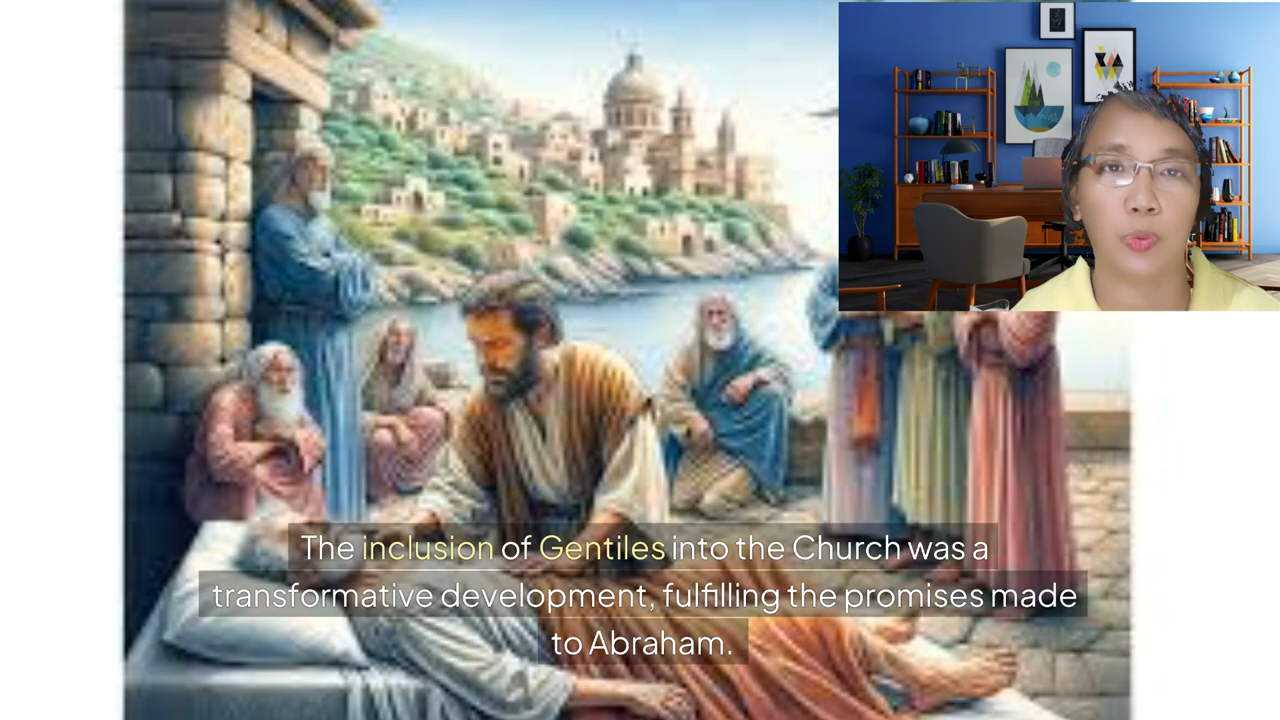 The inclusion of Gentiles into the Church was a
transformative development, fulfilling the promises made
to Abraham.